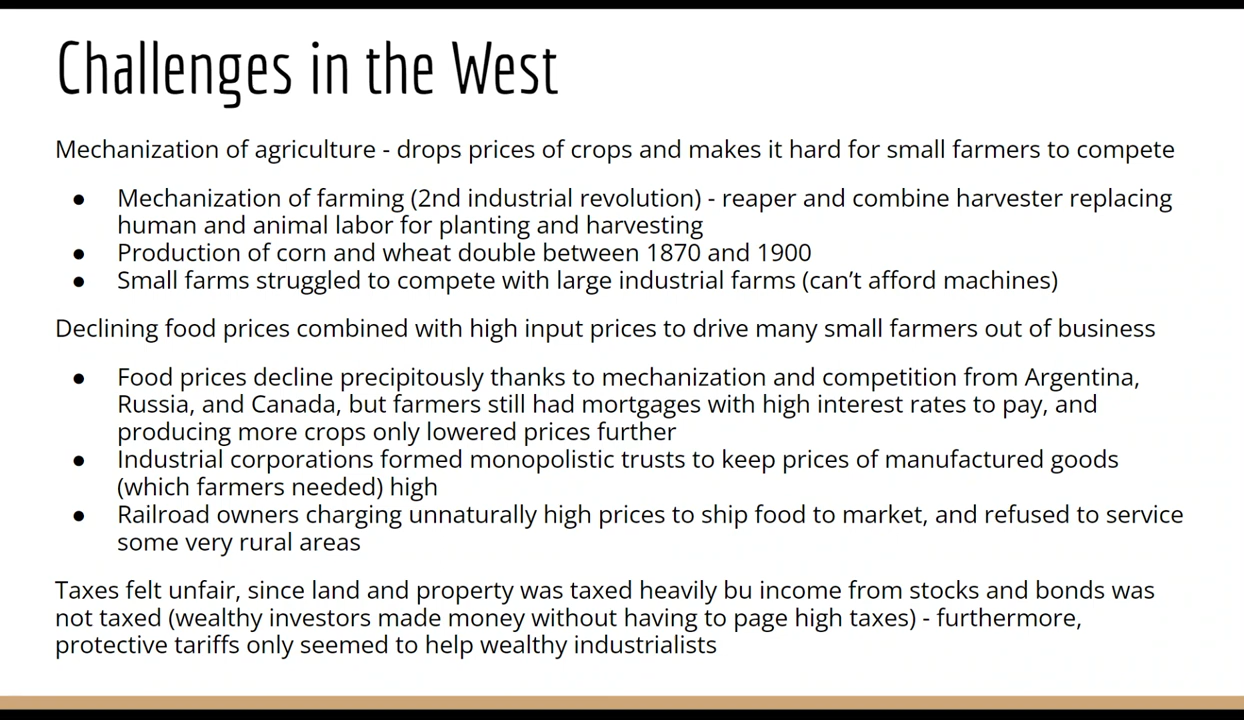 Challenges in the West
Mechanization of agriculture - drops prices of crops and makes it hard for small farmers to compete
● Mechanization of farming (2nd industrial revolution) - reaper and combine harvester replacing
human and animal labor for planting and harvesting
● Production of corn and wheat double between 1870 and 1900
● Small farms struggled to compete with large industrial farms (can’t afford machines)
Declining food prices combined with high input prices to drive many small farmers out of business
● Food prices decline precipitously thanks to mechanization and competition from Argentina,
Russia, and Canada, but farmers still had mortgages with high interest rates to pay, and
producing more crops only lowered prices further
● Industrial corporations formed monopolistic trusts to keep prices of manufactured goods
(which farmers needed) high
● Railroad owners charging unnaturally high prices to ship food to market, and refused to service
some very rural areas
Taxes felt unfair, since land and property was taxed heavily bu income from stocks and bonds was
not taxed (wealthy investors made money without having to page high taxes) - furthermore,
protective tariffs only seemed to help wealthy industrialists